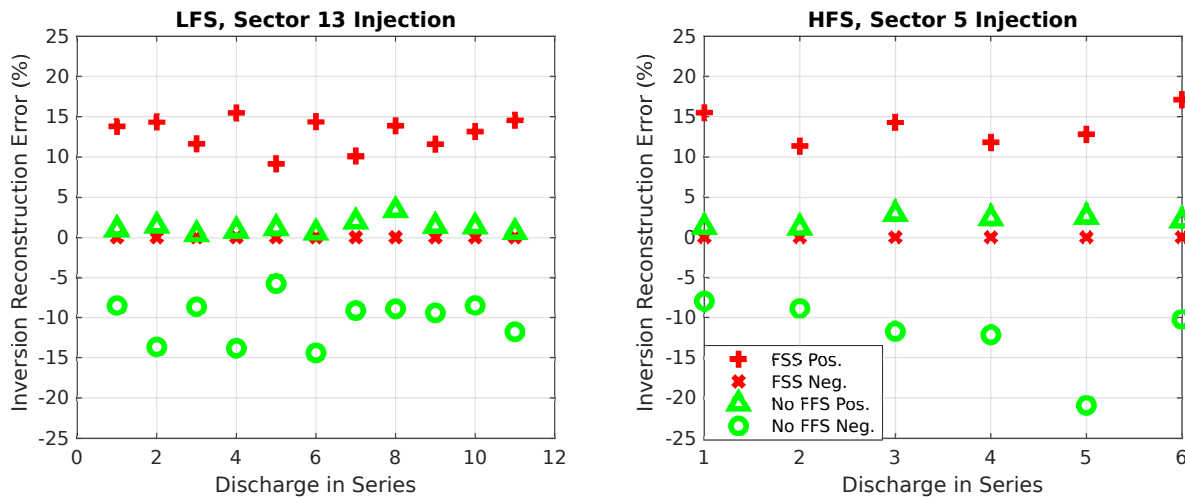 LFS, Sector 13 Injection
25
20
15
10
5
0
-5
-10
-15
-20
-25
0 2 4 6 8 10 12
Inversion Reconstruction Error (%)
Discharge in Series
HFS, Sector 5 Injection
25
20
15
10
5
0
-5
-10
-15
-20
-25
1 2 3 4 5 6
Inversion Reconstruction Error (%)
Discharge in Series
FSS Pos.
FSS Neg.
No FFS Pos.
No FFS Neg.